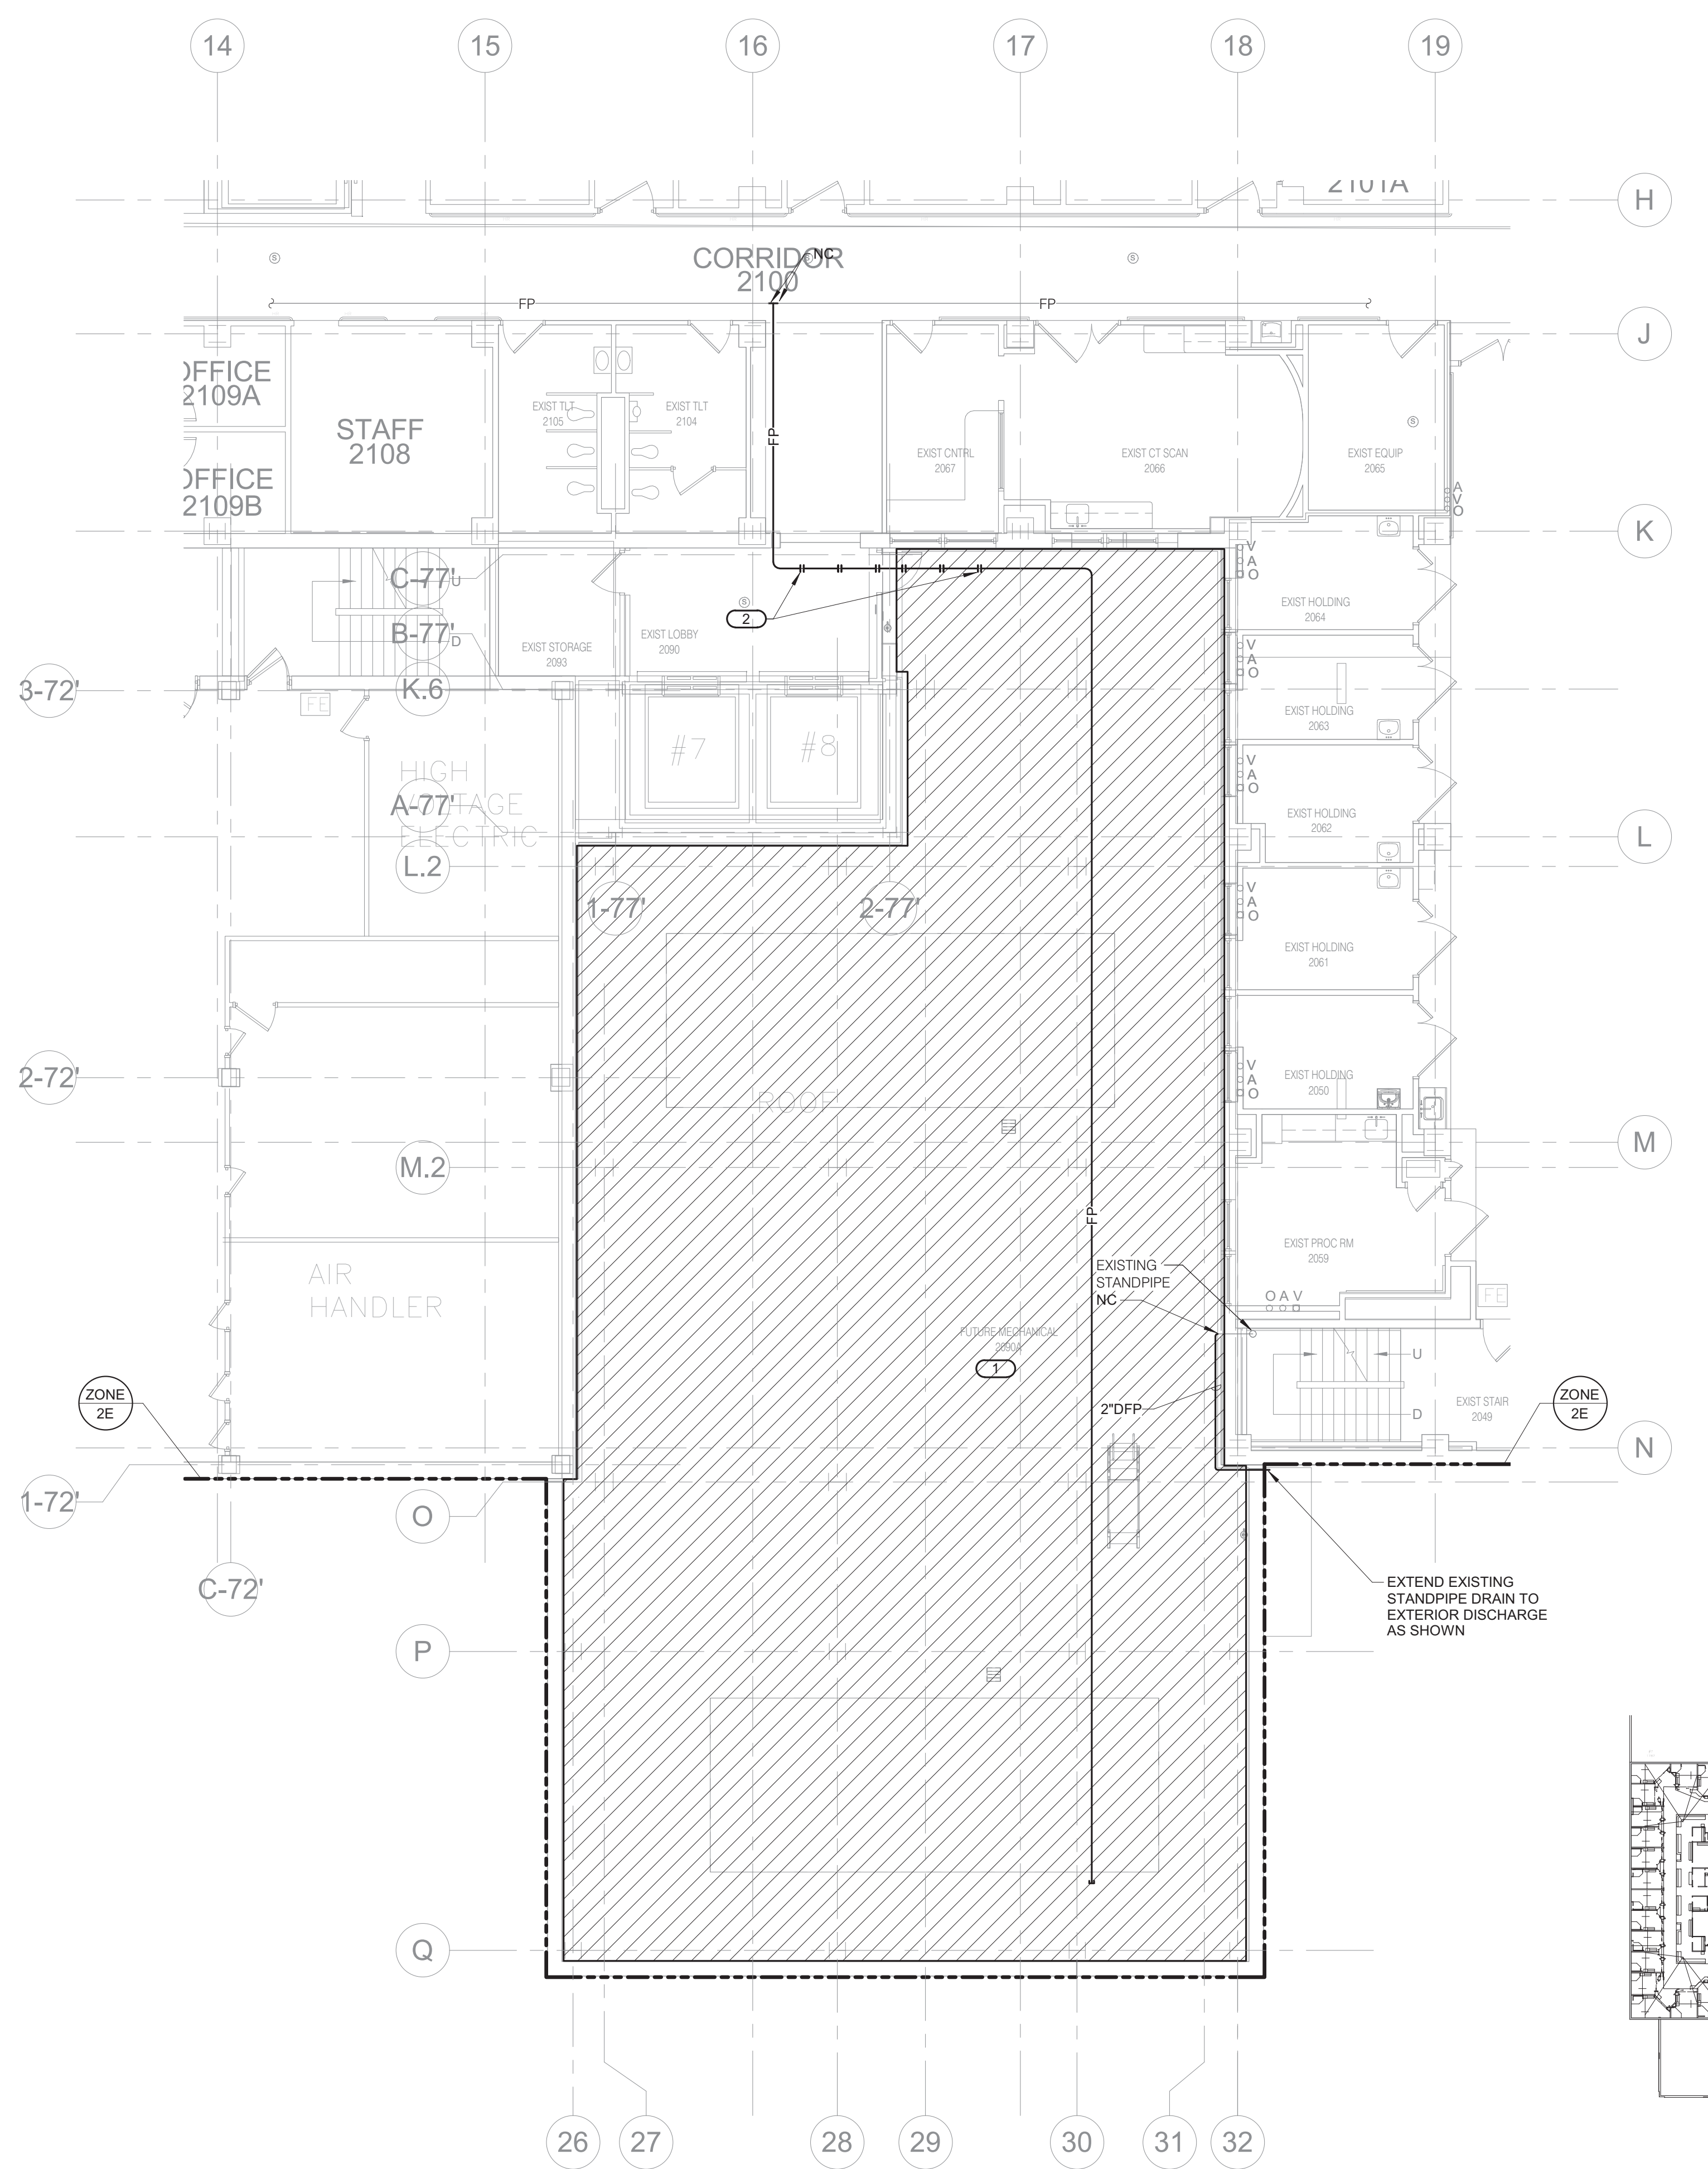 14
15
16
17
18
19
2101A
H
CORRIDOR
2100
NC
S
S
S
FP
FP
J
OFFICE
2109A
STAFF
2108
EXIST TLT
2105
EXIST TLT
2104
FP
EXIST CNTRL
2067
EXIST CT SCAN
2066
EXIST EQUIP
2065
S
OFFICE
2109B
A
V
O
K
C-77'
U
V
A
O
B-77'
D
S
2
EXIST HOLDING
2064
EXIST STORAGE
2093
EXIST LOBBY
2090
V
A
O
3-72'
K.6
FE
EXIST HOLDING
2063
#7
#8
HIGH
VOLTAGE
ELECTRIC
A-77'
V
A
O
EXIST HOLDING
2062
L
L.2
1-77'
2-77'
V
A
O
EXIST HOLDING
2061
2-72'
V
A
O
EXIST HOLDING
2050
ROOF
M
M.2
FP
EXIST PROC RM
2059
AIR
HANDLER
EXISTING
STANDPIPE
NC
O A V
FE
FUTURE MECHANICAL
2090A
1
U
2"DFP
D
EXIST STAIR
2049
ZONE
2E
ZONE
2E
N
1-72'
O
C-72'
EXTEND EXISTING
STANDPIPE DRAIN TO
EXTERIOR DISCHARGE
AS SHOWN
P
Q
26
27
28
29
30
31
32